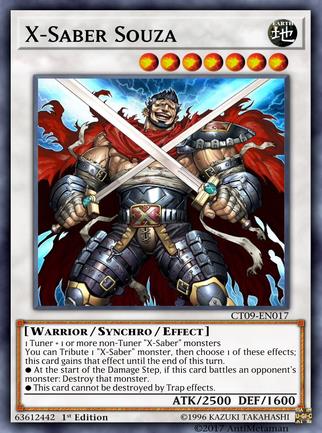 X-Saber Souza
EARTH
地
CT09-EN017
[Warrior/Synchro/Effect]
1 Tuner + 1 or more non-Tuner "X-Saber" monsters
You can Tribute 1 "X-Saber" monster, then choose 1 of these effects;
this card gains that effect until the end of this turn.
● At the start of the Damage Step, if this card battles an opponent's
monster: Destroy that monster.
● This card cannot be destroyed by Trap effects.
ATK/2500 DEF/1600
63612442 1st Edition ©1996 KAZUKI TAKAHASHI
©2017 AntiMetaman